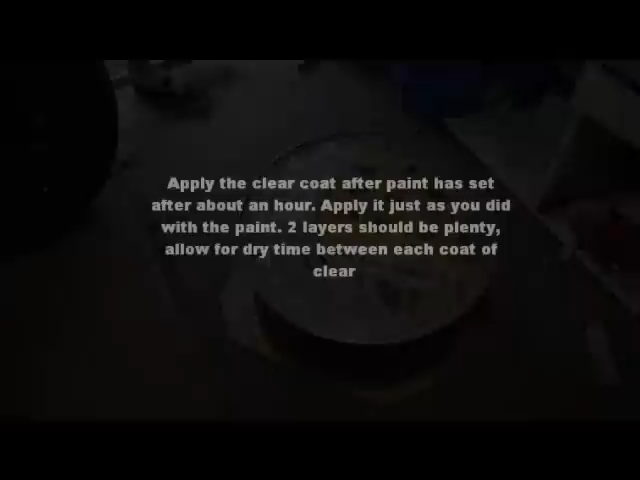 Apply the clear coat after paint has set
after about an hour. Apply it just as you did
with the paint. 2 layers should be plenty,
allow for dry time between each coat of
clear